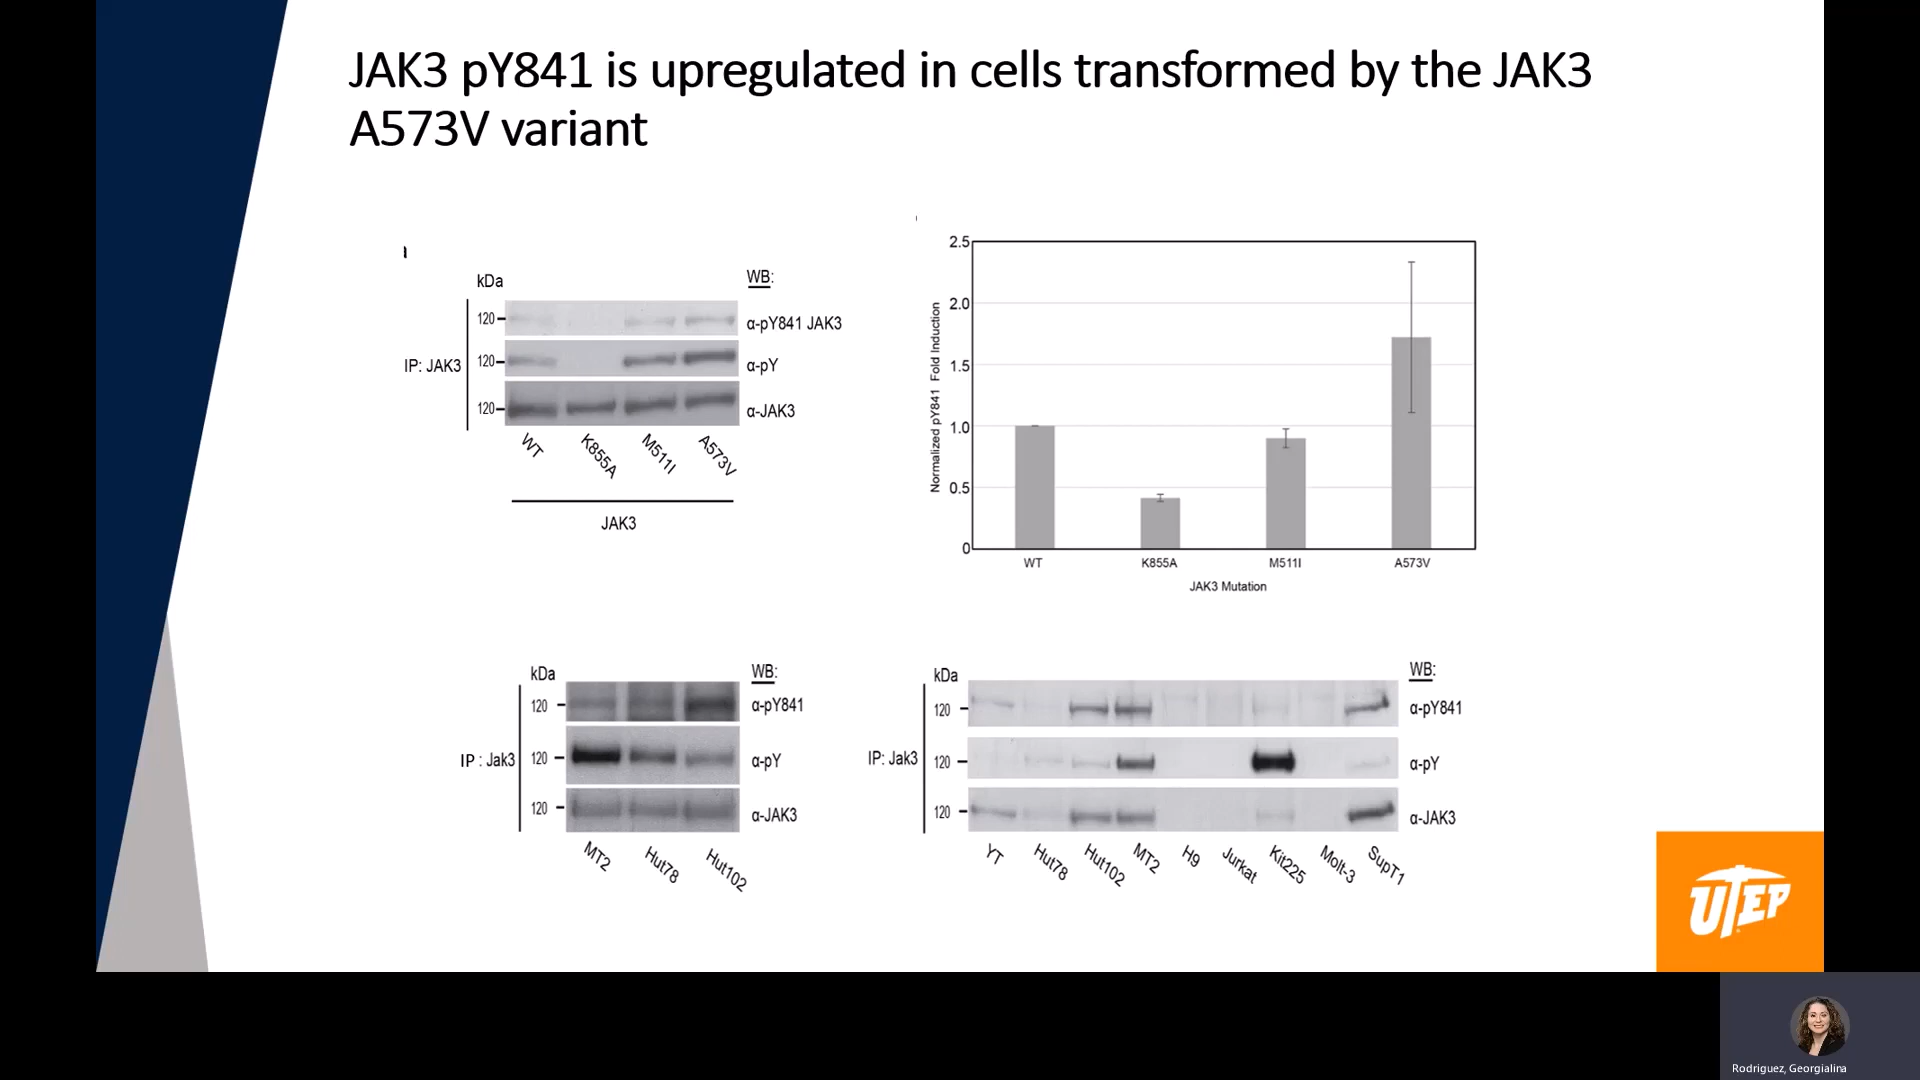 JAK3 pY841 is upregulated in cells transformed by the JAK3
A573V variant
kDa
WB:
120
α-pY841 JAK3
IP: JAK3
120
α-pY
120
α-JAK3
WT
K855A
M511I
A573V
JAK3
Normalized pY841 Fold Induction
2.5
2.0
1.5
1.0
0.5
0
WT
K855A
M511I
A573V
JAK3 Mutation
kDa
WB:
120
α-pY841
IP : Jak3
120
α-pY
120
α-JAK3
MT2
Hut78
Hut102
kDa
WB:
120
α-pY841
IP: Jak3
120
α-pY
120
α-JAK3
YT
Hut78
Hut102
MT2
H9
Jurkat
Kit225
Molt-3
SupT1
UTEP
Rodriguez, Georgialina